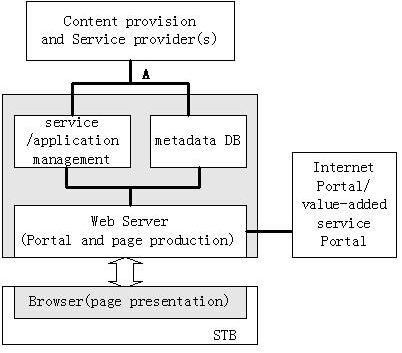 Content provision
and Service provider(s)
A
service
/application
management
metadata DB
Internet
Portal/
value-added
service
Portal
Web Server
(Portal and page production)
Browser(page presentation)
STB